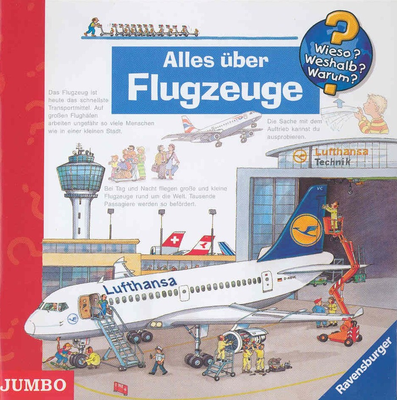 Alles über
Flugzeuge
Wieso?
Weshalb?
Warum?
Das Flugzeug ist
heute das schnellste
Transportmittel. Auf
großen Flughäfen
arbeiten ungefähr so viele Menschen
wie in einer kleinen Stadt.
Die Sache mit dem
Auftrieb kannst du
ausprobieren.
Lufthansa
Technik
Bei Tag und Nacht fliegen große und kleine
Flugzeuge rund um die Welt. Tausende
Passagiere werden so befördert.
Lufthansa
JUMBO
Ravensburger